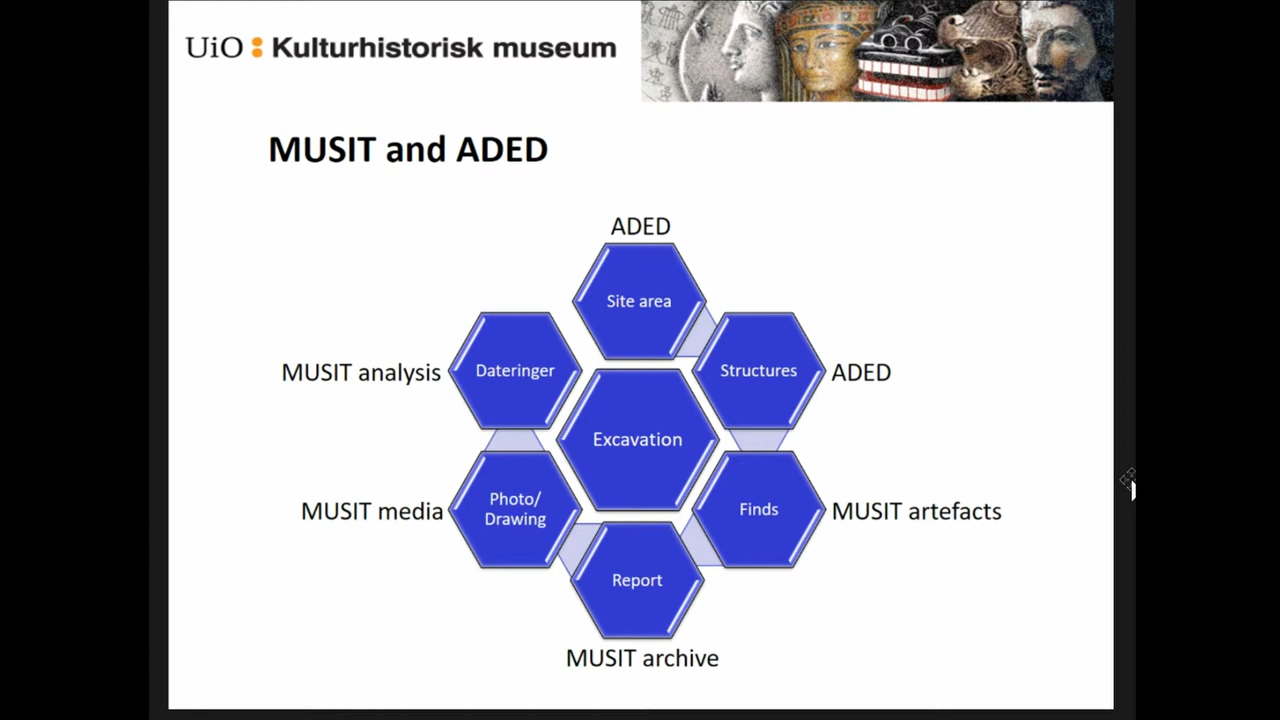 UiO : Kulturhistorisk museum
MUSIT and ADED
ADED
Site area
MUSIT analysis
Dateringer
Structures
ADED
Excavation
MUSIT media
Photo/
Drawing
Finds
MUSIT artefacts
Report
MUSIT archive